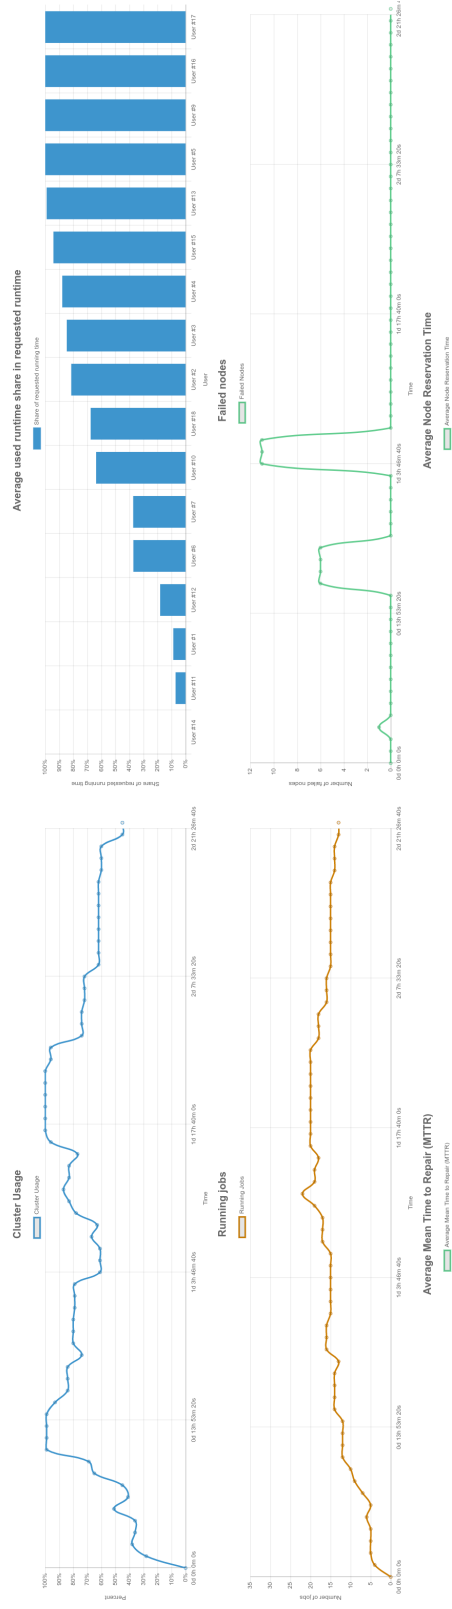 Cluster Usage
Cluster Usage
100%
90%
80%
70%
60%
50%
40%
30%
20%
10%
0%
Percent
0d 0h 0m 0s
0d 13h 53m 20s
1d 3h 46m 40s
1d 17h 40m 0s
2d 7h 33m 20s
2d 21h 26m 40s
Time
Average used runtime share in requested runtime
Share of requested running time
100%
90%
80%
70%
60%
50%
40%
30%
20%
10%
0%
Share of requested running time
User #14
User #11
User #1
User #12
User #6
User #7
User #10
User #18
User #2
User #3
User #4
User #15
User #13
User #5
User #9
User #16
User #17
User
Running jobs
Running Jobs
35
30
25
20
15
10
5
0
Number of jobs
0d 0h 0m 0s
0d 13h 53m 20s
1d 3h 46m 40s
1d 17h 40m 0s
2d 7h 33m 20s
2d 21h 26m 40s
Time
Failed nodes
Failed Nodes
12
10
8
6
4
2
0
Number of failed nodes
0d 0h 0m 0s
0d 13h 53m 20s
1d 3h 46m 40s
1d 17h 40m 0s
2d 7h 33m 20s
2d 21h 26m 4
Time
Average Mean Time to Repair (MTTR)
Average Mean Time to Repair (MTTR)
Average Node Reservation Time
Average Node Reservation Time